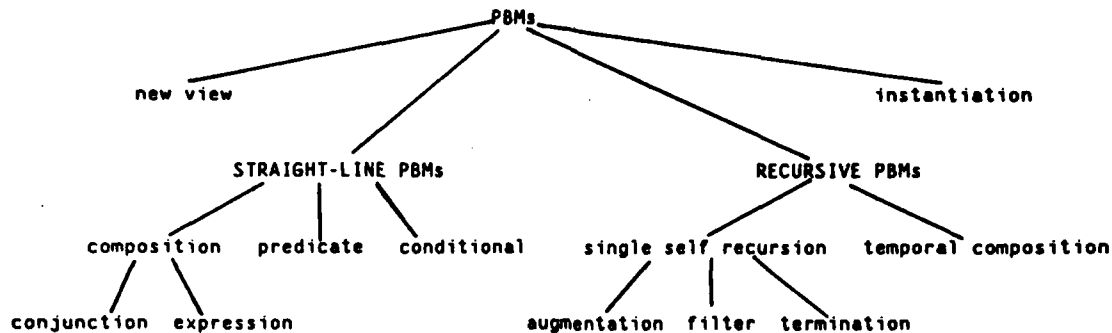 PBMs
new view instantiation
STRAIGHT-LINE PBMs RECURSIVE PBMs
composition predicate conditional single self recursion temporal composition
conjunction expression augmentation filter termination